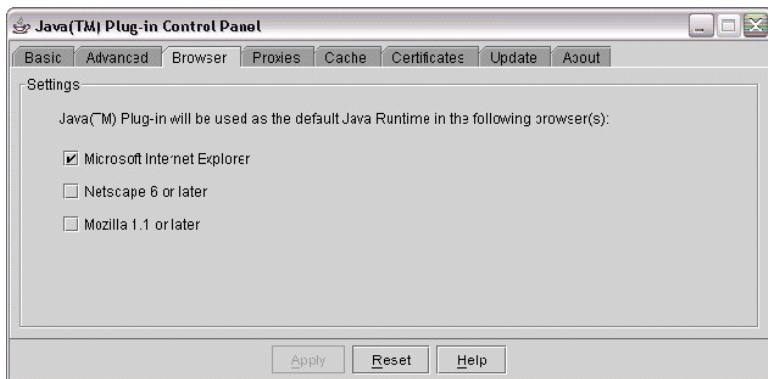 Java(TM) Plug-in Control Panel
Basic Advanced Browser Proxies Cache Certificates Update About
Settings
Java(TM) Plug-in will be used as the default Java Runtime in the following browser(s):
Microsoft Internet Explorer
Netscape 6 or later
Mozilla 1.1 or later
Apply Reset Help